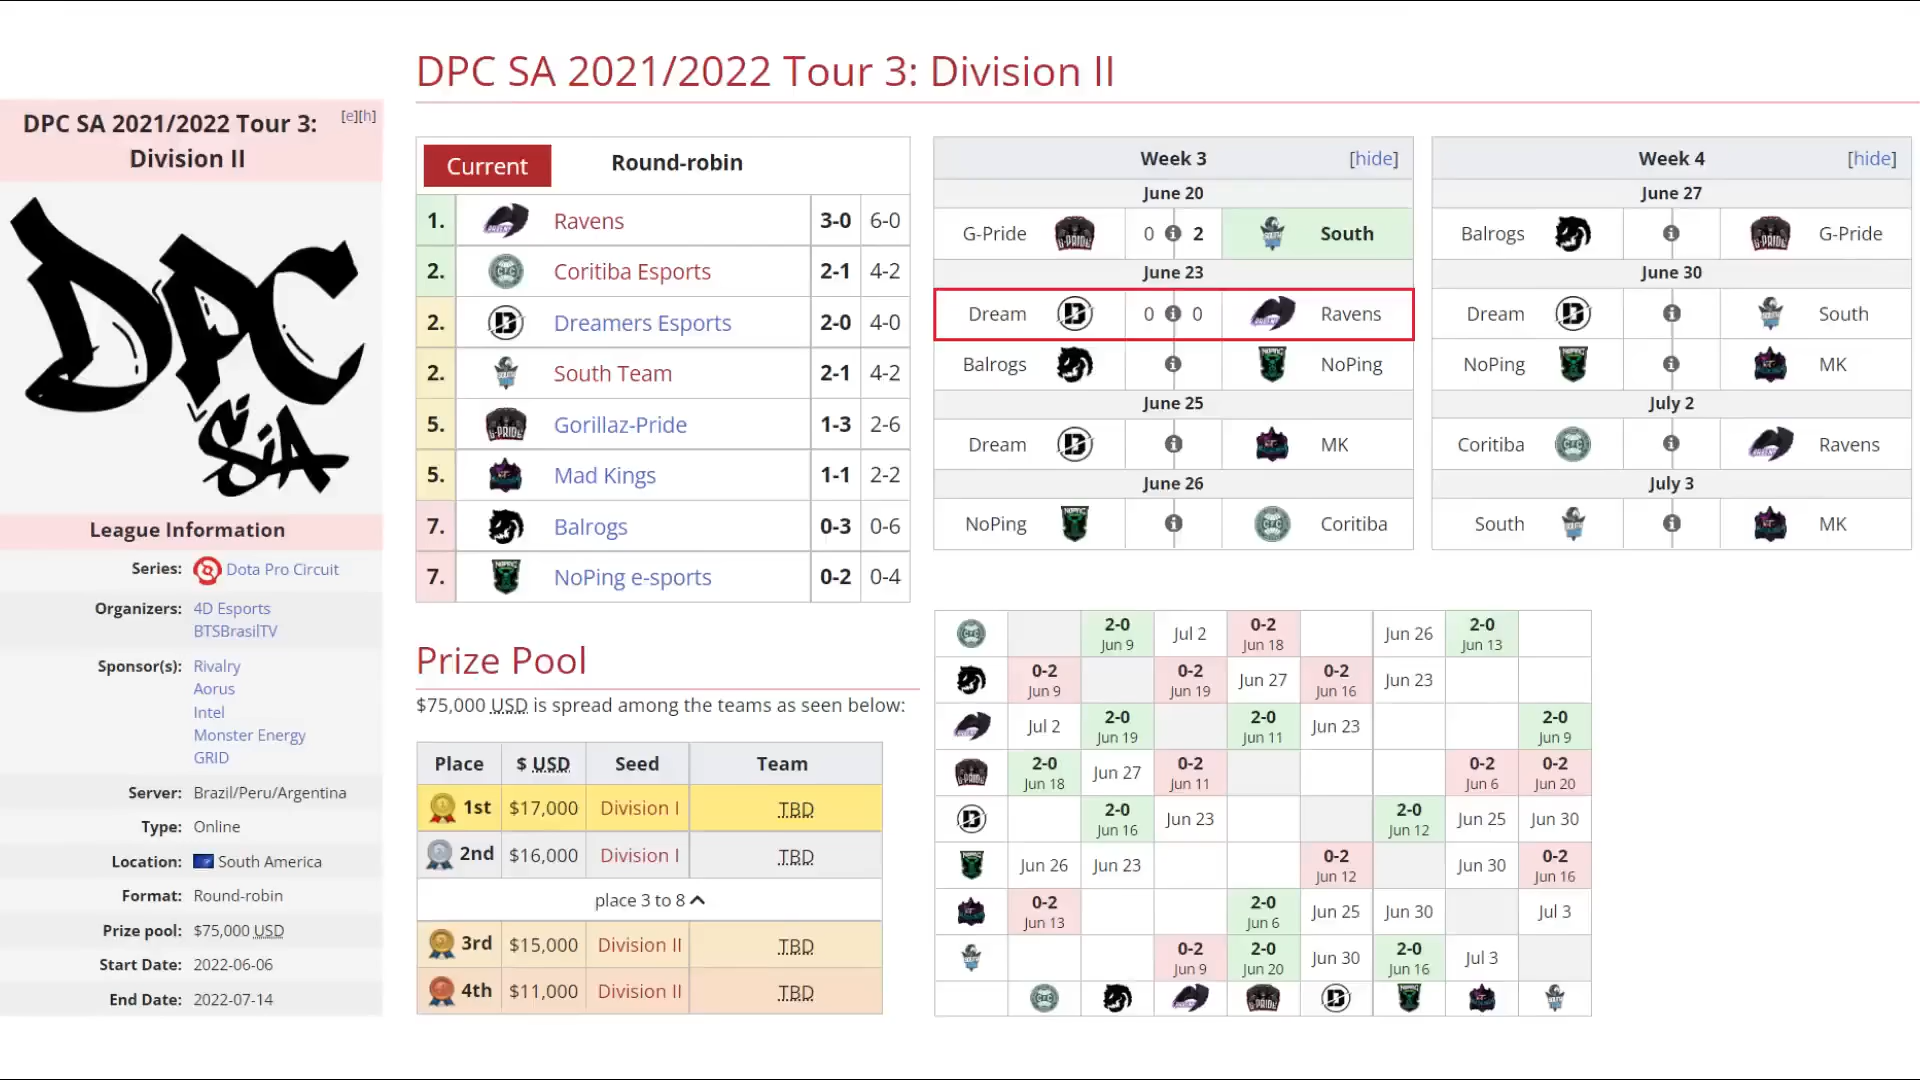 DPC SA 2021/2022 Tour 3: Division II
DPC SA 2021/2022 Tour 3:
Division II
[e][h]
DPC
SA
League Information
Series: Dota Pro Circuit
Organizers: 4D Esports
BTSBrasilTV
Sponsor(s): Rivalry
Aorus
Intel
Monster Energy
GRID
Server: Brazil/Peru/Argentina
Type: Online
Location: South America
Format: Round-robin
Prize pool: $75,000 USD
Start Date: 2022-06-06
End Date: 2022-07-14
Current Round-robin
1. Ravens 3-0 6-0
2. Coritiba Esports 2-1 4-2
2. Dreamers Esports 2-0 4-0
2. South Team 2-1 4-2
5. Gorillaz-Pride 1-3 2-6
5. Mad Kings 1-1 2-2
7. Balrogs 0-3 0-6
7. NoPing e-sports 0-2 0-4
Prize Pool
$75,000 USD is spread among the teams as seen below:
Place $ USD Seed Team
1st $17,000 Division I TBD
2nd $16,000 Division I TBD
place 3 to 8
3rd $15,000 Division II TBD
4th $11,000 Division II TBD
Week 3 [hide]
June 20
G-Pride 0 2 South
June 23
Dream 0 0 Ravens
Balrogs NoPing
June 25
Dream MK
June 26
NoPing Coritiba
Week 4 [hide]
June 27
Balrogs G-Pride
June 30
Dream South
NoPing MK
July 2
Coritiba Ravens
July 3
South MK
2-0 0-2 2-0
Jun 9 Jul 2 Jun 18 Jun 26 Jun 13
0-2 0-2 0-2
Jun 9 Jun 19 Jun 27 Jun 16 Jun 23
2-0 2-0 2-0
Jul 2 Jun 19 Jun 11 Jun 23 Jun 9
2-0 0-2 0-2 0-2
Jun 18 Jun 27 Jun 11 Jun 6 Jun 20
2-0 2-0
Jun 16 Jun 23 Jun 12 Jun 25 Jun 30
0-2 0-2
Jun 26 Jun 23 Jun 12 Jun 30 Jun 16
0-2 2-0
Jun 13 Jun 6 Jun 25 Jun 30 Jul 3
0-2 2-0 2-0
Jun 9 Jun 20 Jun 30 Jun 16 Jul 3